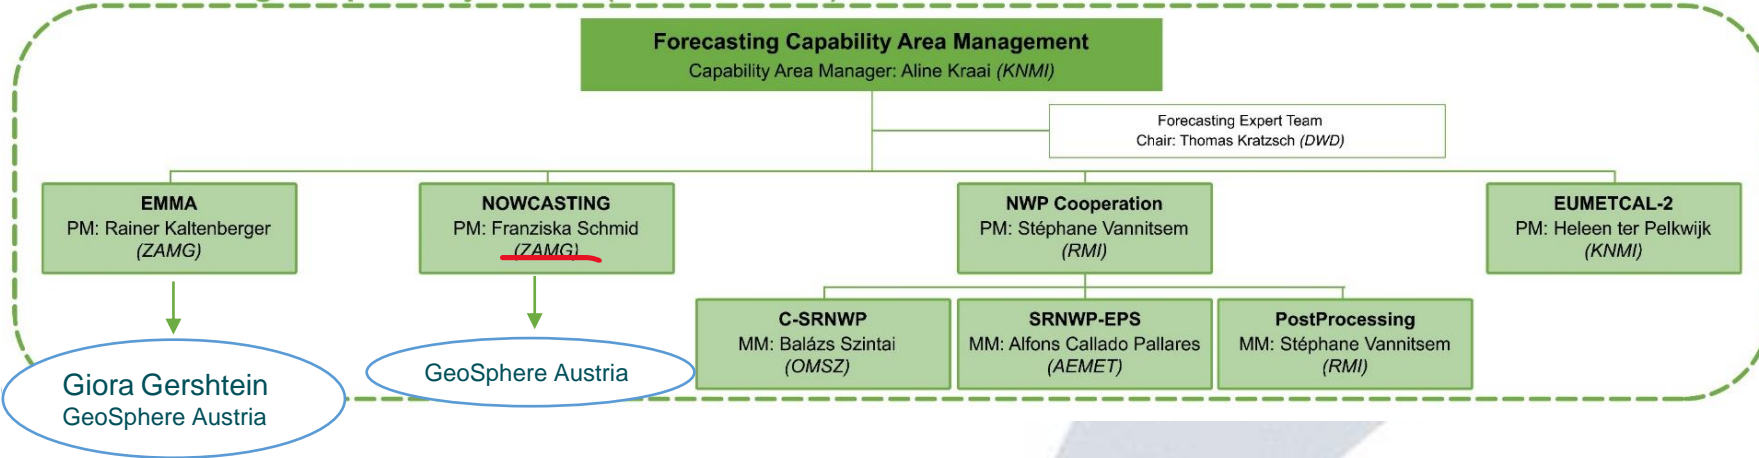 Forecasting Capability Area Management
Capability Area Manager: Aline Kraai (KNMI)
Forecasting Expert Team
Chair: Thomas Kratzsch (DWD)
EMMA
PM: Rainer Kaltenberger
(ZAMG)
NOWCASTING
PM: Franziska Schmid
(ZAMG)
NWP Cooperation
PM: Stéphane Vannitsem
(RMI)
EUMETCAL-2
PM: Heleen ter Pelkwijk
(KNMI)
C-SRNWP
MM: Balázs Szintai
(OMSZ)
SRNWP-EPS
MM: Alfons Callado Pallares
(AEMET)
PostProcessing
MM: Stéphane Vannitsem
(RMI)
Giora Gershtein
GeoSphere Austria
GeoSphere Austria